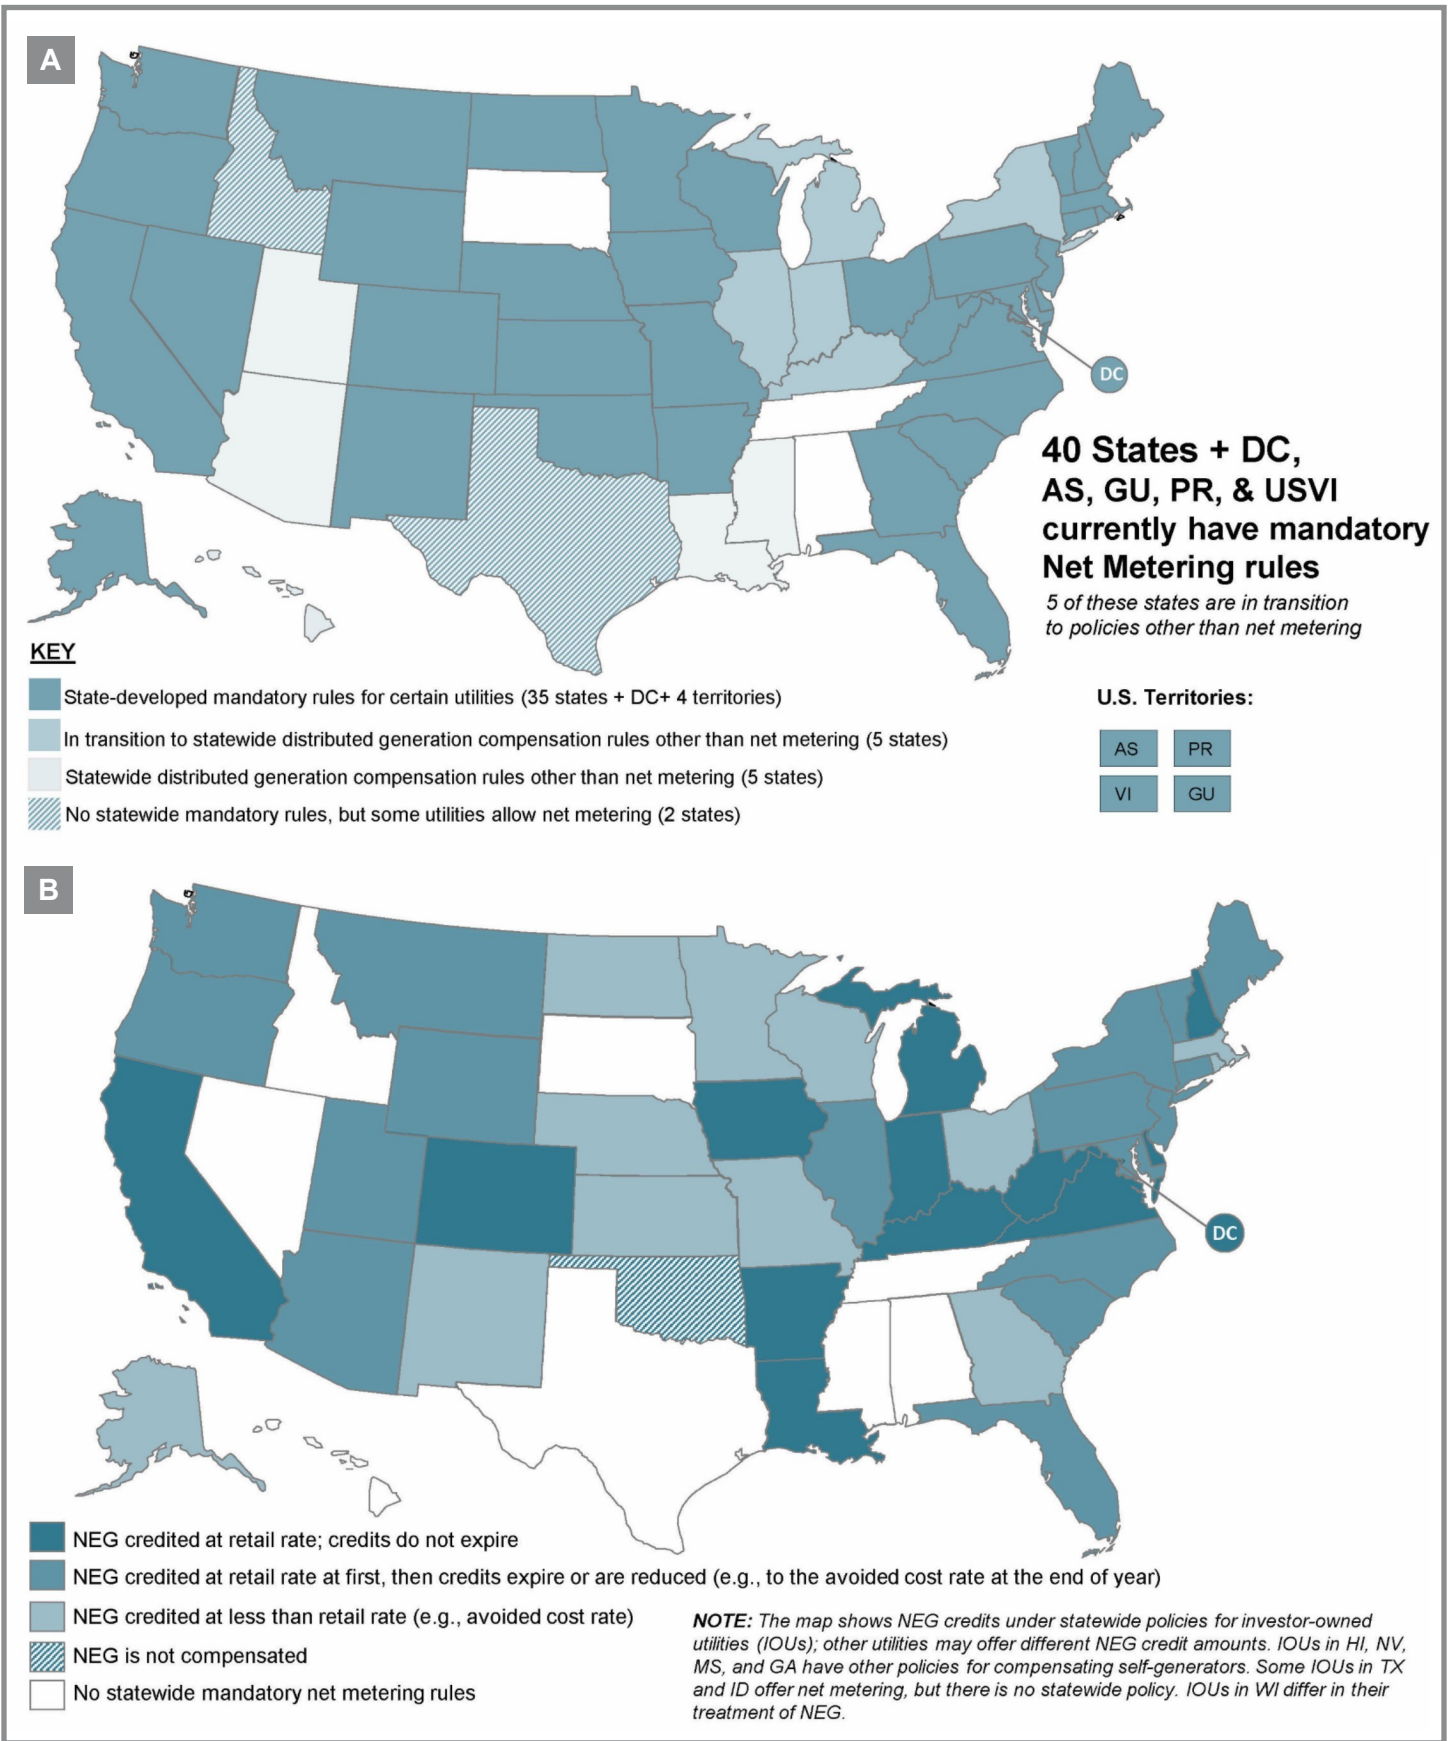 A
DC
40 States + DC,
AS, GU, PR, & USVI
currently have mandatory
Net Metering rules
5 of these states are in transition
to policies other than net metering
KEY
State-developed mandatory rules for certain utilities (35 states + DC+ 4 territories)
In transition to statewide distributed generation compensation rules other than net metering (5 states)
Statewide distributed generation compensation rules other than net metering (5 states)
No statewide mandatory rules, but some utilities allow net metering (2 states)
U.S. Territories:
AS PR
VI GU
B
DC
NEG credited at retail rate; credits do not expire
NEG credited at retail rate at first, then credits expire or are reduced (e.g., to the avoided cost rate at the end of year)
NEG credited at less than retail rate (e.g., avoided cost rate)
NEG is not compensated
No statewide mandatory net metering rules
NOTE: The map shows NEG credits under statewide policies for investor-owned
utilities (IOUs); other utilities may offer different NEG credit amounts. IOUs in HI, NV,
MS, and GA have other policies for compensating self-generators. Some IOUs in TX
and ID offer net metering, but there is no statewide policy. IOUs in WI differ in their
treatment of NEG.